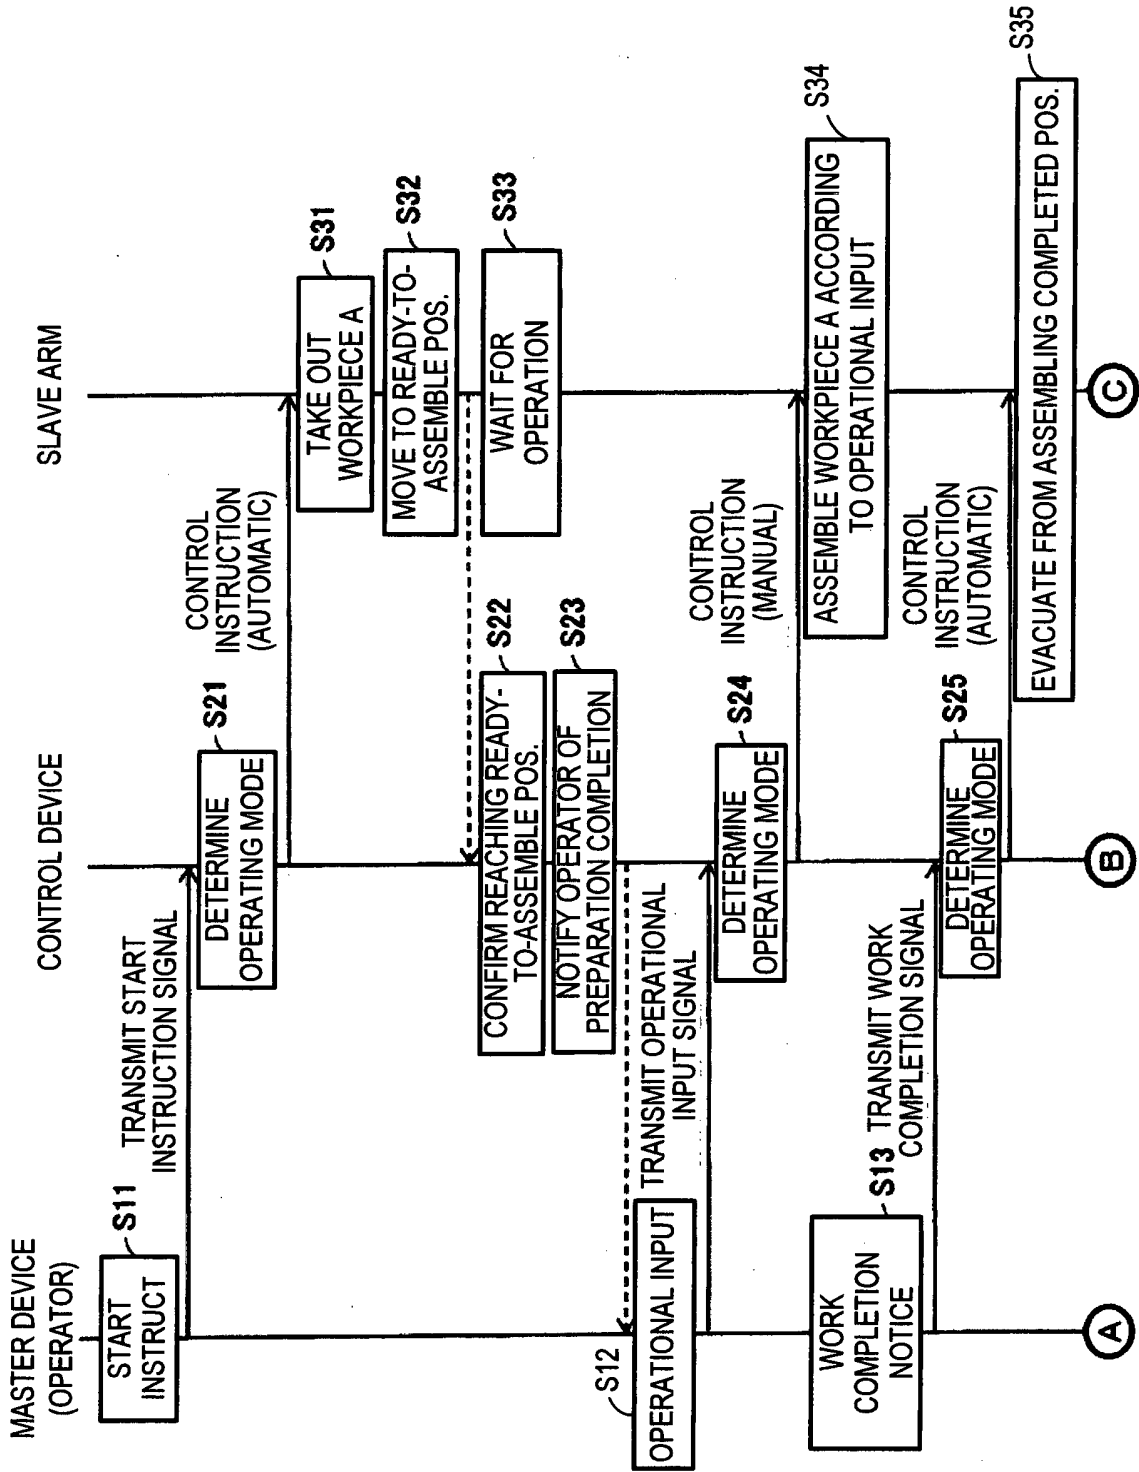 MASTER DEVICE
(OPERATOR)
CONTROL DEVICE
SLAVE ARM
START
INSTRUCT
S11
TRANSMIT START
INSTRUCTION SIGNAL
DETERMINE
OPERATING MODE
S21
CONTROL
INSTRUCTION
(AUTOMATIC)
TAKE OUT
WORKPIECE A
S31
MOVE TO READY-TO-
ASSEMBLE POS.
S32
WAIT FOR
OPERATION
S33
CONFIRM REACHING READY-
TO-ASSEMBLE POS.
S22
NOTIFY OPERATOR OF
PREPARATION COMPLETION
S23
S12
OPERATIONAL INPUT
TRANSMIT OPERATIONAL
INPUT SIGNAL
DETERMINE
OPERATING MODE
S24
CONTROL
INSTRUCTION
(MANUAL)
ASSEMBLE WORKPIECE A ACCORDING
TO OPERATIONAL INPUT
S34
WORK
COMPLETION
NOTICE
S13
TRANSMIT WORK
COMPLETION SIGNAL
DETERMINE
OPERATING MODE
S25
CONTROL
INSTRUCTION
(AUTOMATIC)
EVACUATE FROM ASSEMBLING COMPLETED POS.
S35
A
B
C